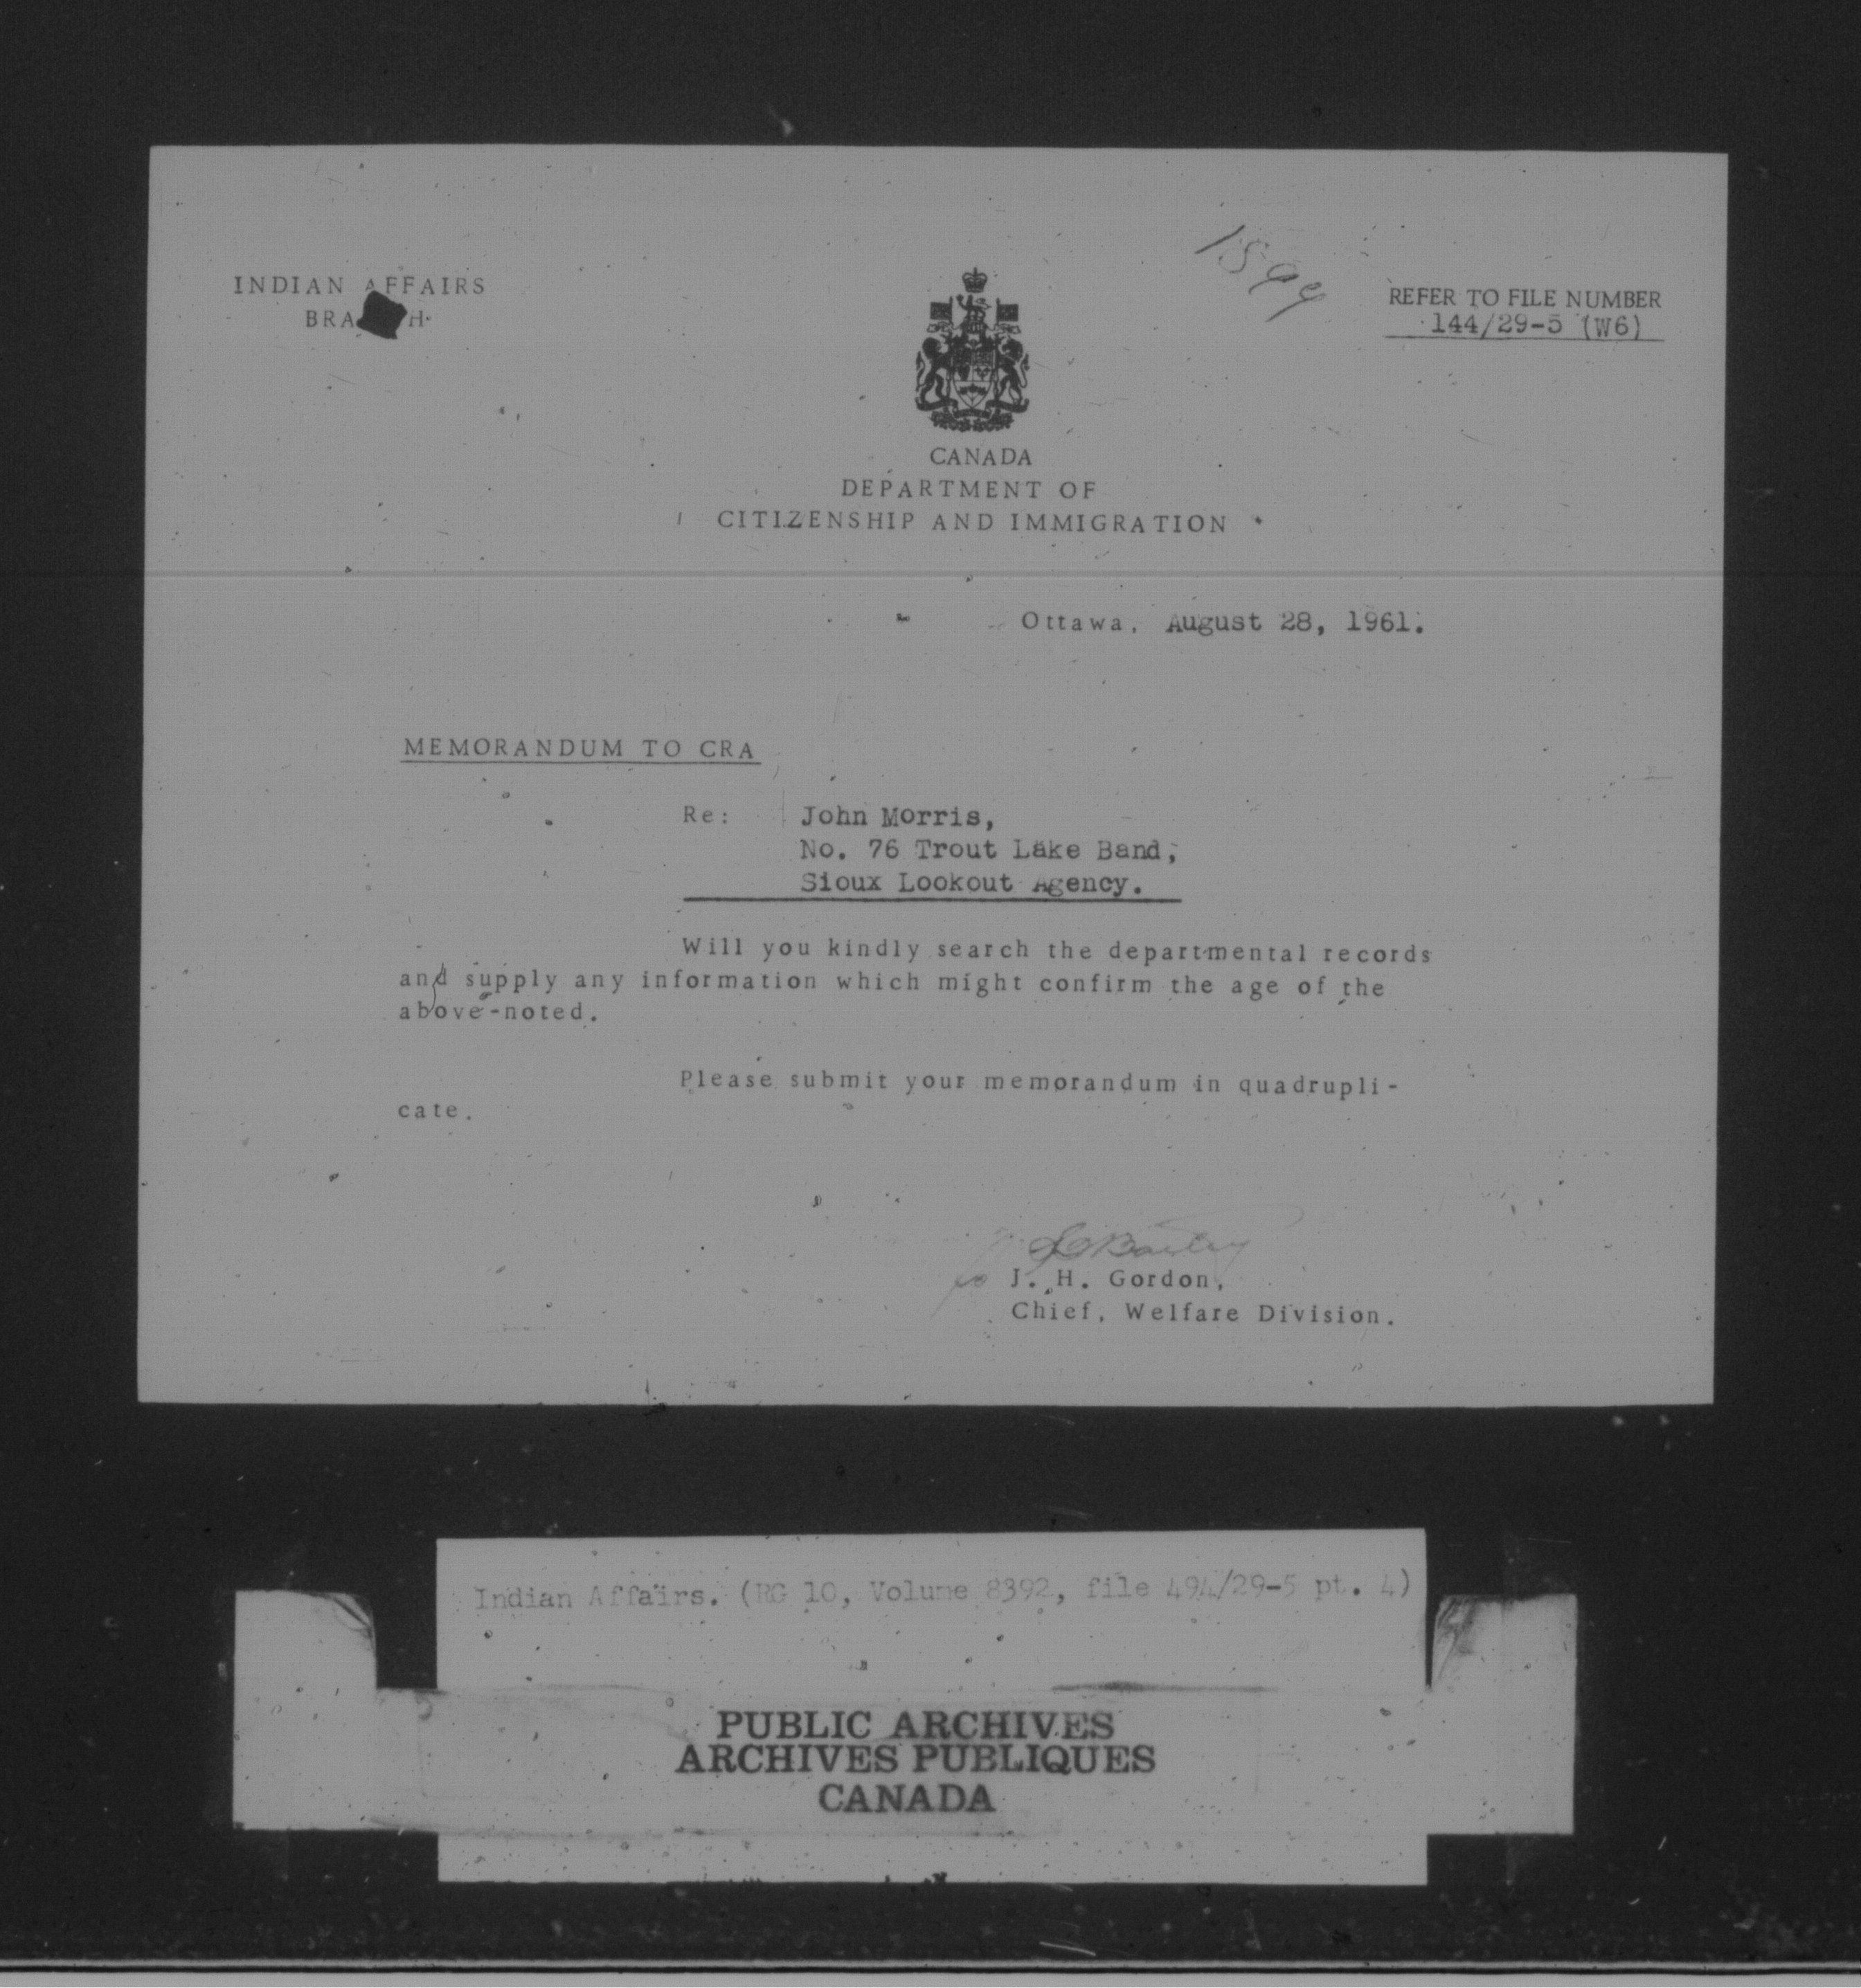 1899
INDIAN AFFAIRS
BRANCH
REFER TO FILE NUMBER
144/29-5 (W6)
CANADA
DEPARTMENT OF
CITIZENSHIP AND IMMIGRATION
Ottawa, August 28, 1961.
MEMORANDUM TO CRA
Re: John Morris,
No. 76 Trout Lake Band,
Sioux Lookout Agency.
Will you kindly search the departmental records
and supply any information which might confirm the age of the
above-noted.
Please submit your memorandum in quadrupli-
cate.
J. H. Gordon,
Chief, Welfare Division.
Indian Affairs. (RG 10, Volume 8392, file 494/29-5 pt. 4)
PUBLIC ARCHIVES
ARCHIVES PUBLIQUES
CANADA